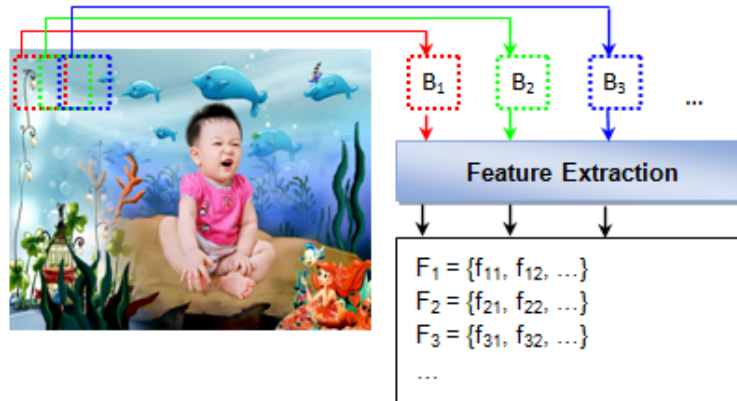 B₁ B₂ B₃ ...
Feature Extraction
F₁ = {f₁₁, f₁₂, ...}
F₂ = {f₂₁, f₂₂, ...}
F₃ = {f₃₁, f₃₂, ...}
...